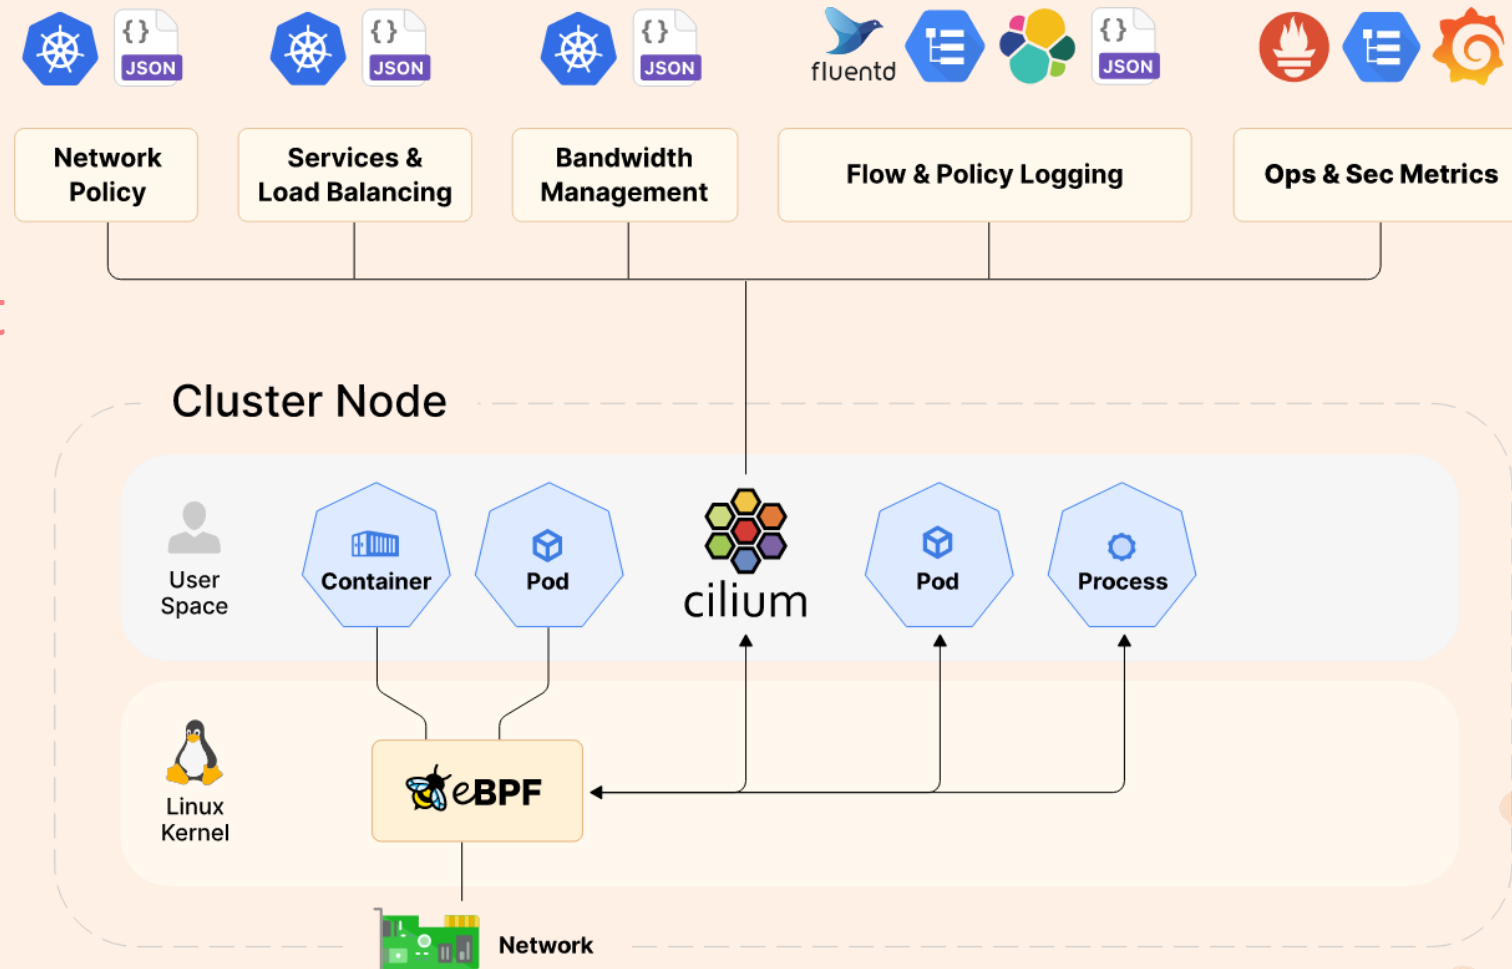 {} JSON
{} JSON
{} JSON
fluentd
{} JSON
Network
Policy
Services &
Load Balancing
Bandwidth
Management
Flow & Policy Logging
Ops & Sec Metrics
t
Cluster Node
User
Space
Container
Pod
cilium
Pod
Process
Linux
Kernel
eBPF
Network